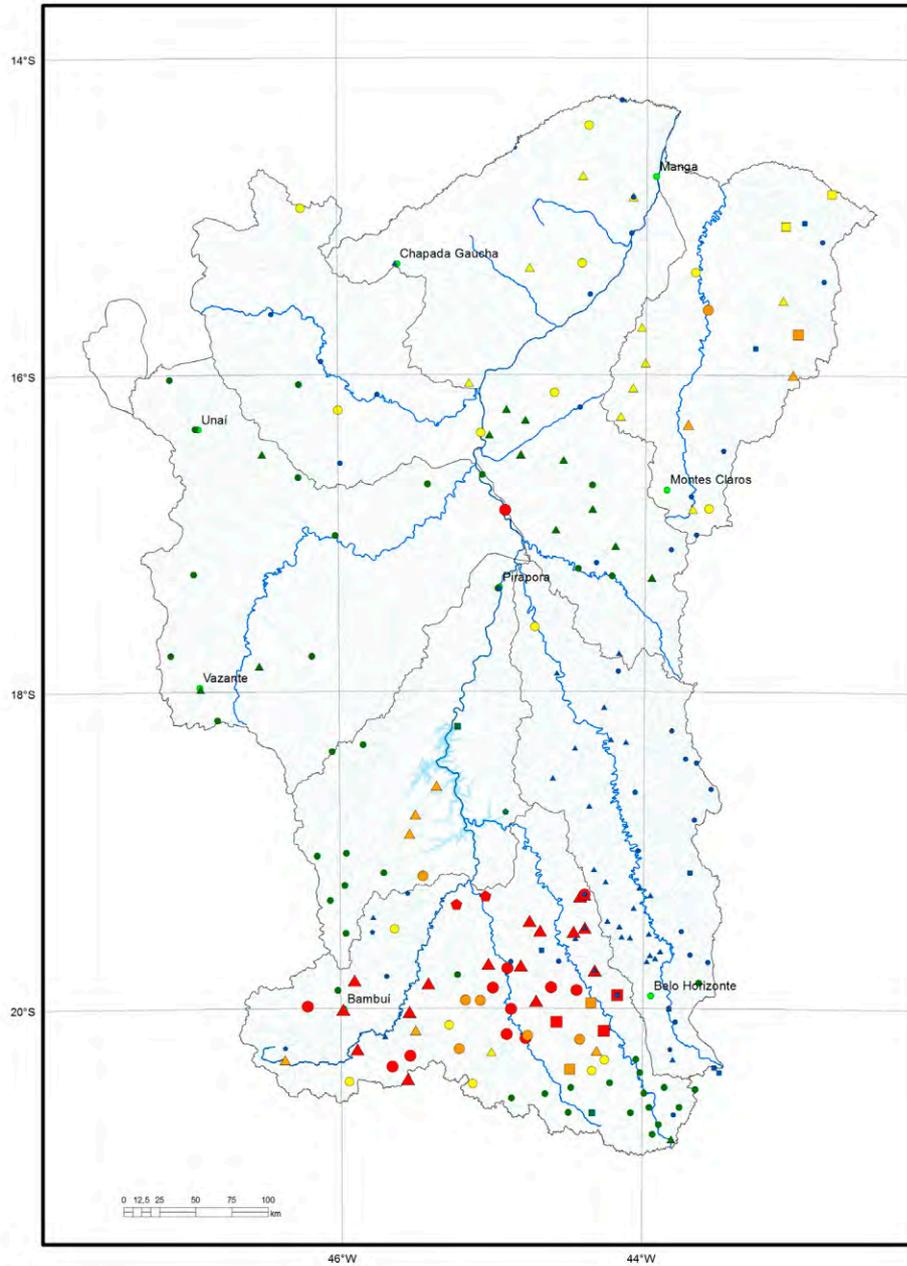 14°S
Manga
Chapada Gaúcha
16°S
Unaí
Montes Claros
Pirapora
Vazante
18°S
Belo Horizonte
Bambuí
20°S
0 12,5 25 50 75 100
km
46°W 44°W